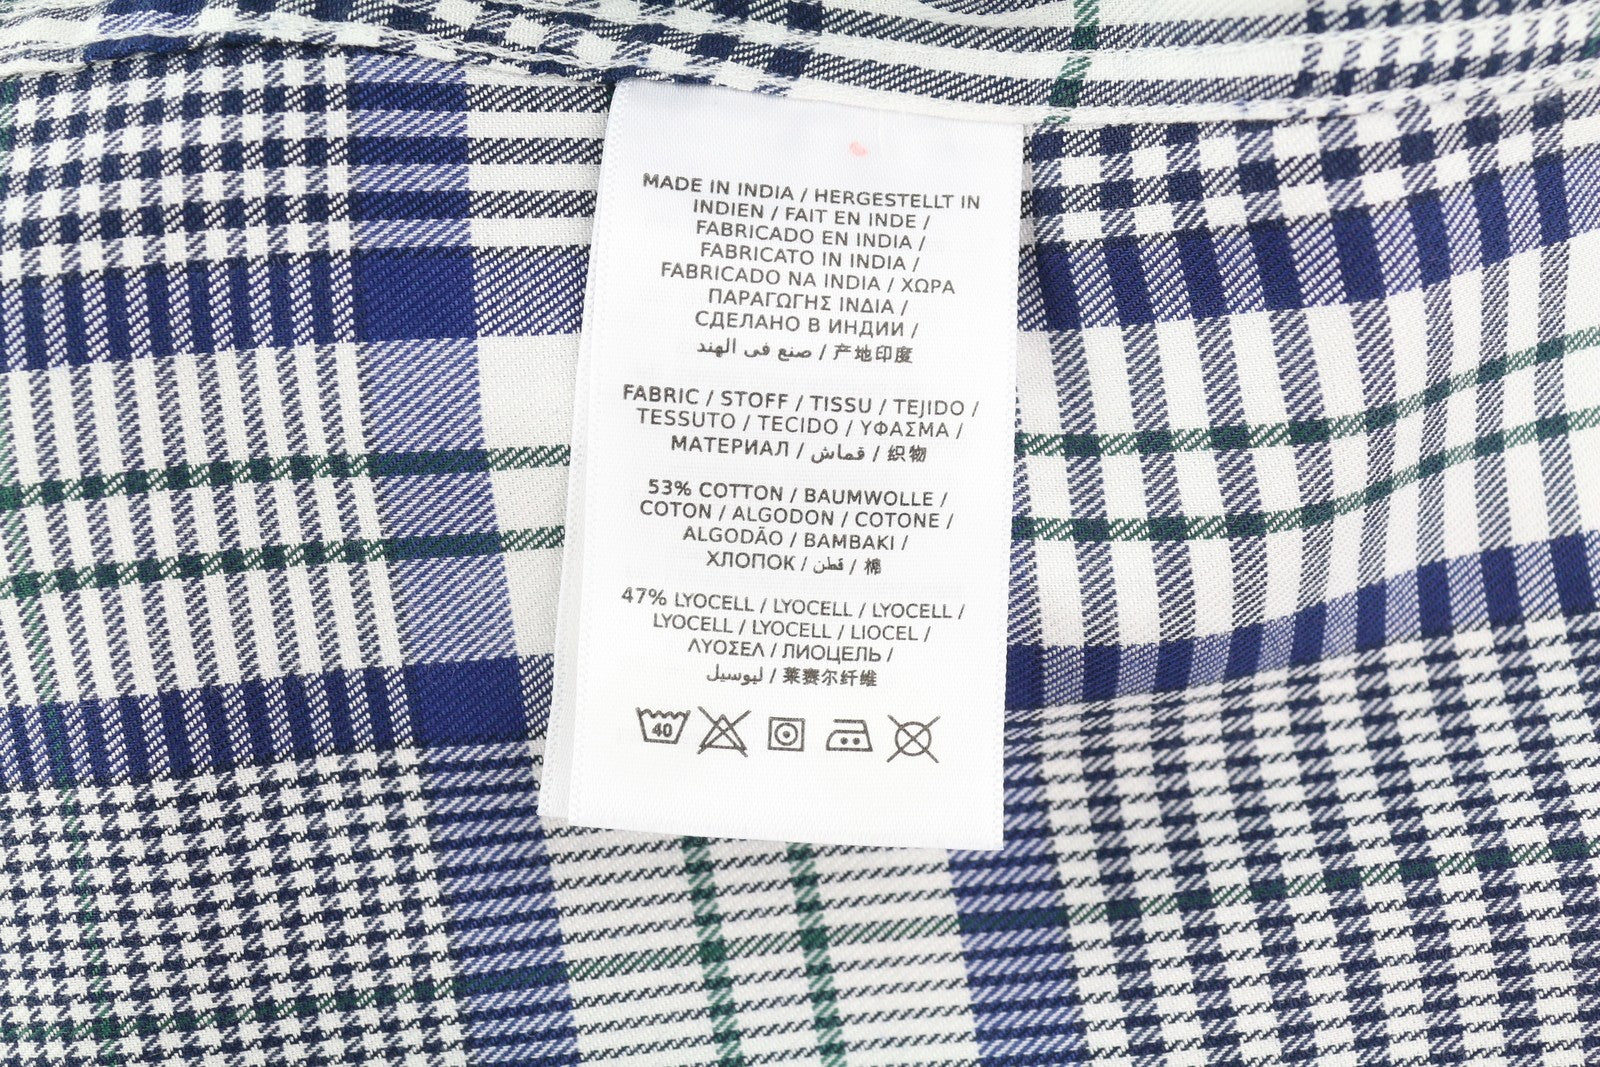 MADE IN INDIA / HERGESTELLT IN
INDIEN / FAIT EN INDE /
FABRICADO EN INDIA /
FABRICATO IN INDIA /
FABRICADO NA INDIA / ΧΩΡΑ
ΠΑΡΑΓΩΓΗΣ ΙΝΔΙΑ /
СДЕЛАНО В ИНДИИ /
صنع في الهند / 产地印度
FABRIC / STOFF / TISSU / TEJIDO /
TESSUTO / TECIDO / ΥΦΑΣΜΑ /
МАТЕРИАЛ / قماش / 织物
53% COTTON / BAUMWOLLE /
COTON / ALGODON / COTONE /
ALGODÃO / BAMBAKI /
ХЛОПОК / قطن / 棉
47% LYOCELL / LYOCELL / LYOCELL /
LYOCELL / LYOCELL / LIOCEL /
ΛΥΟΣΕΛ / ЛИОЦЕЛЬ /
ليوسيل / 莱赛尔纤维
40